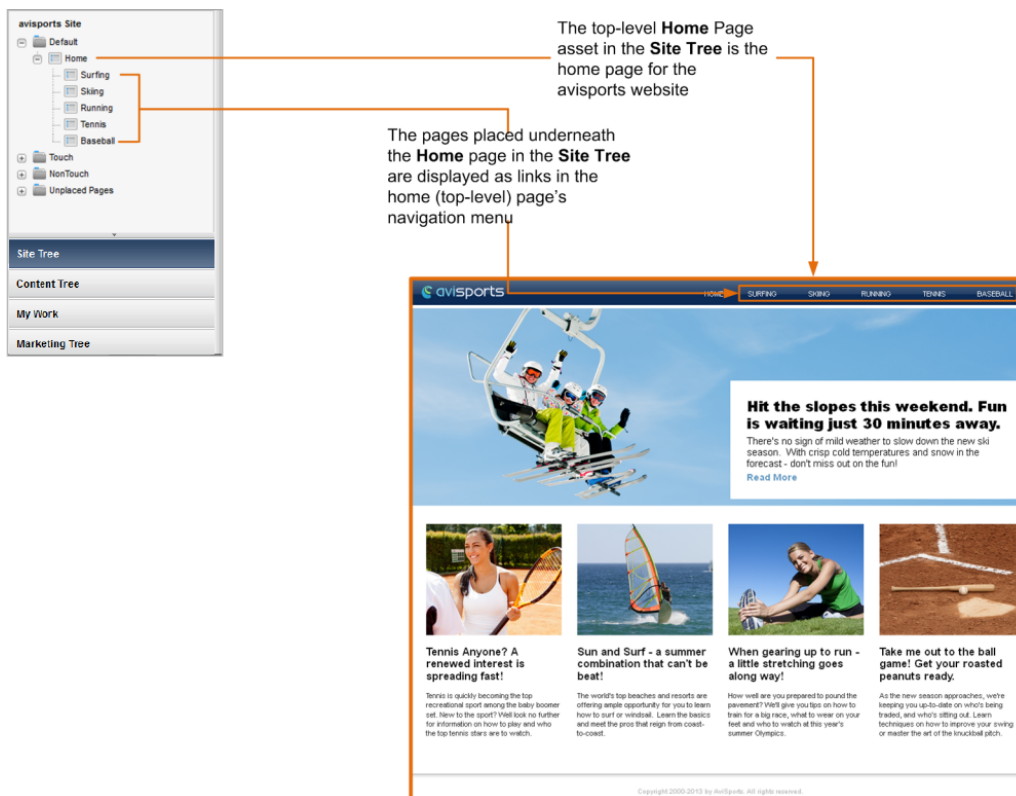 avisports Site
Default
Home
Surfing
Skiing
Running
Tennis
Baseball
Touch
NonTouch
Unplaced Pages
Site Tree
Content Tree
My Work
Marketing Tree
The top-level Home Page
asset in the Site Tree is the
home page for the
avisports website
The pages placed underneath
the Home page in the Site Tree
are displayed as links in the
home (top-level) page's
navigation menu
avisports
HOME SURFING SKIING RUNNING TENNIS BASEBALL
Hit the slopes this weekend. Fun
is waiting just 30 minutes away.
There's no sign of mild weather to slow down the new ski
season. With crisp cold temperatures and snow in the
forecast - don't miss out on the fun!
Read More
Tennis Anyone? A
renewed interest is
spreading fast!
Tennis is quickly becoming the top
recreational sport among the baby boomer
set. New to the sport? Well look no further
for information on how to play and who
the top tennis stars are to watch.
Sun and Surf - a summer
combination that can't be
beat!
The world's top beaches and resorts are
offering ample opportunity for you to learn
how to surf or windsail. Learn the basics
and meet the pros that reign from coast-
to-coast.
When gearing up to run -
a little stretching goes
along way!
How well are you prepared to pound the
pavement? We'll give you tips on how to
train for a big race, what to wear on your
feet and who to watch at this year's
summer Olympics.
Take me out to the ball
game! Get your roasted
peanuts ready.
As the new season approaches, we're
keeping you up-to-date on who's being
traded, and who's sitting out. Learn
techniques on how to improve your swing
or master the art of the knuckball pitch.
Copyright 2000-2013 by AviSports. All rights reserved.